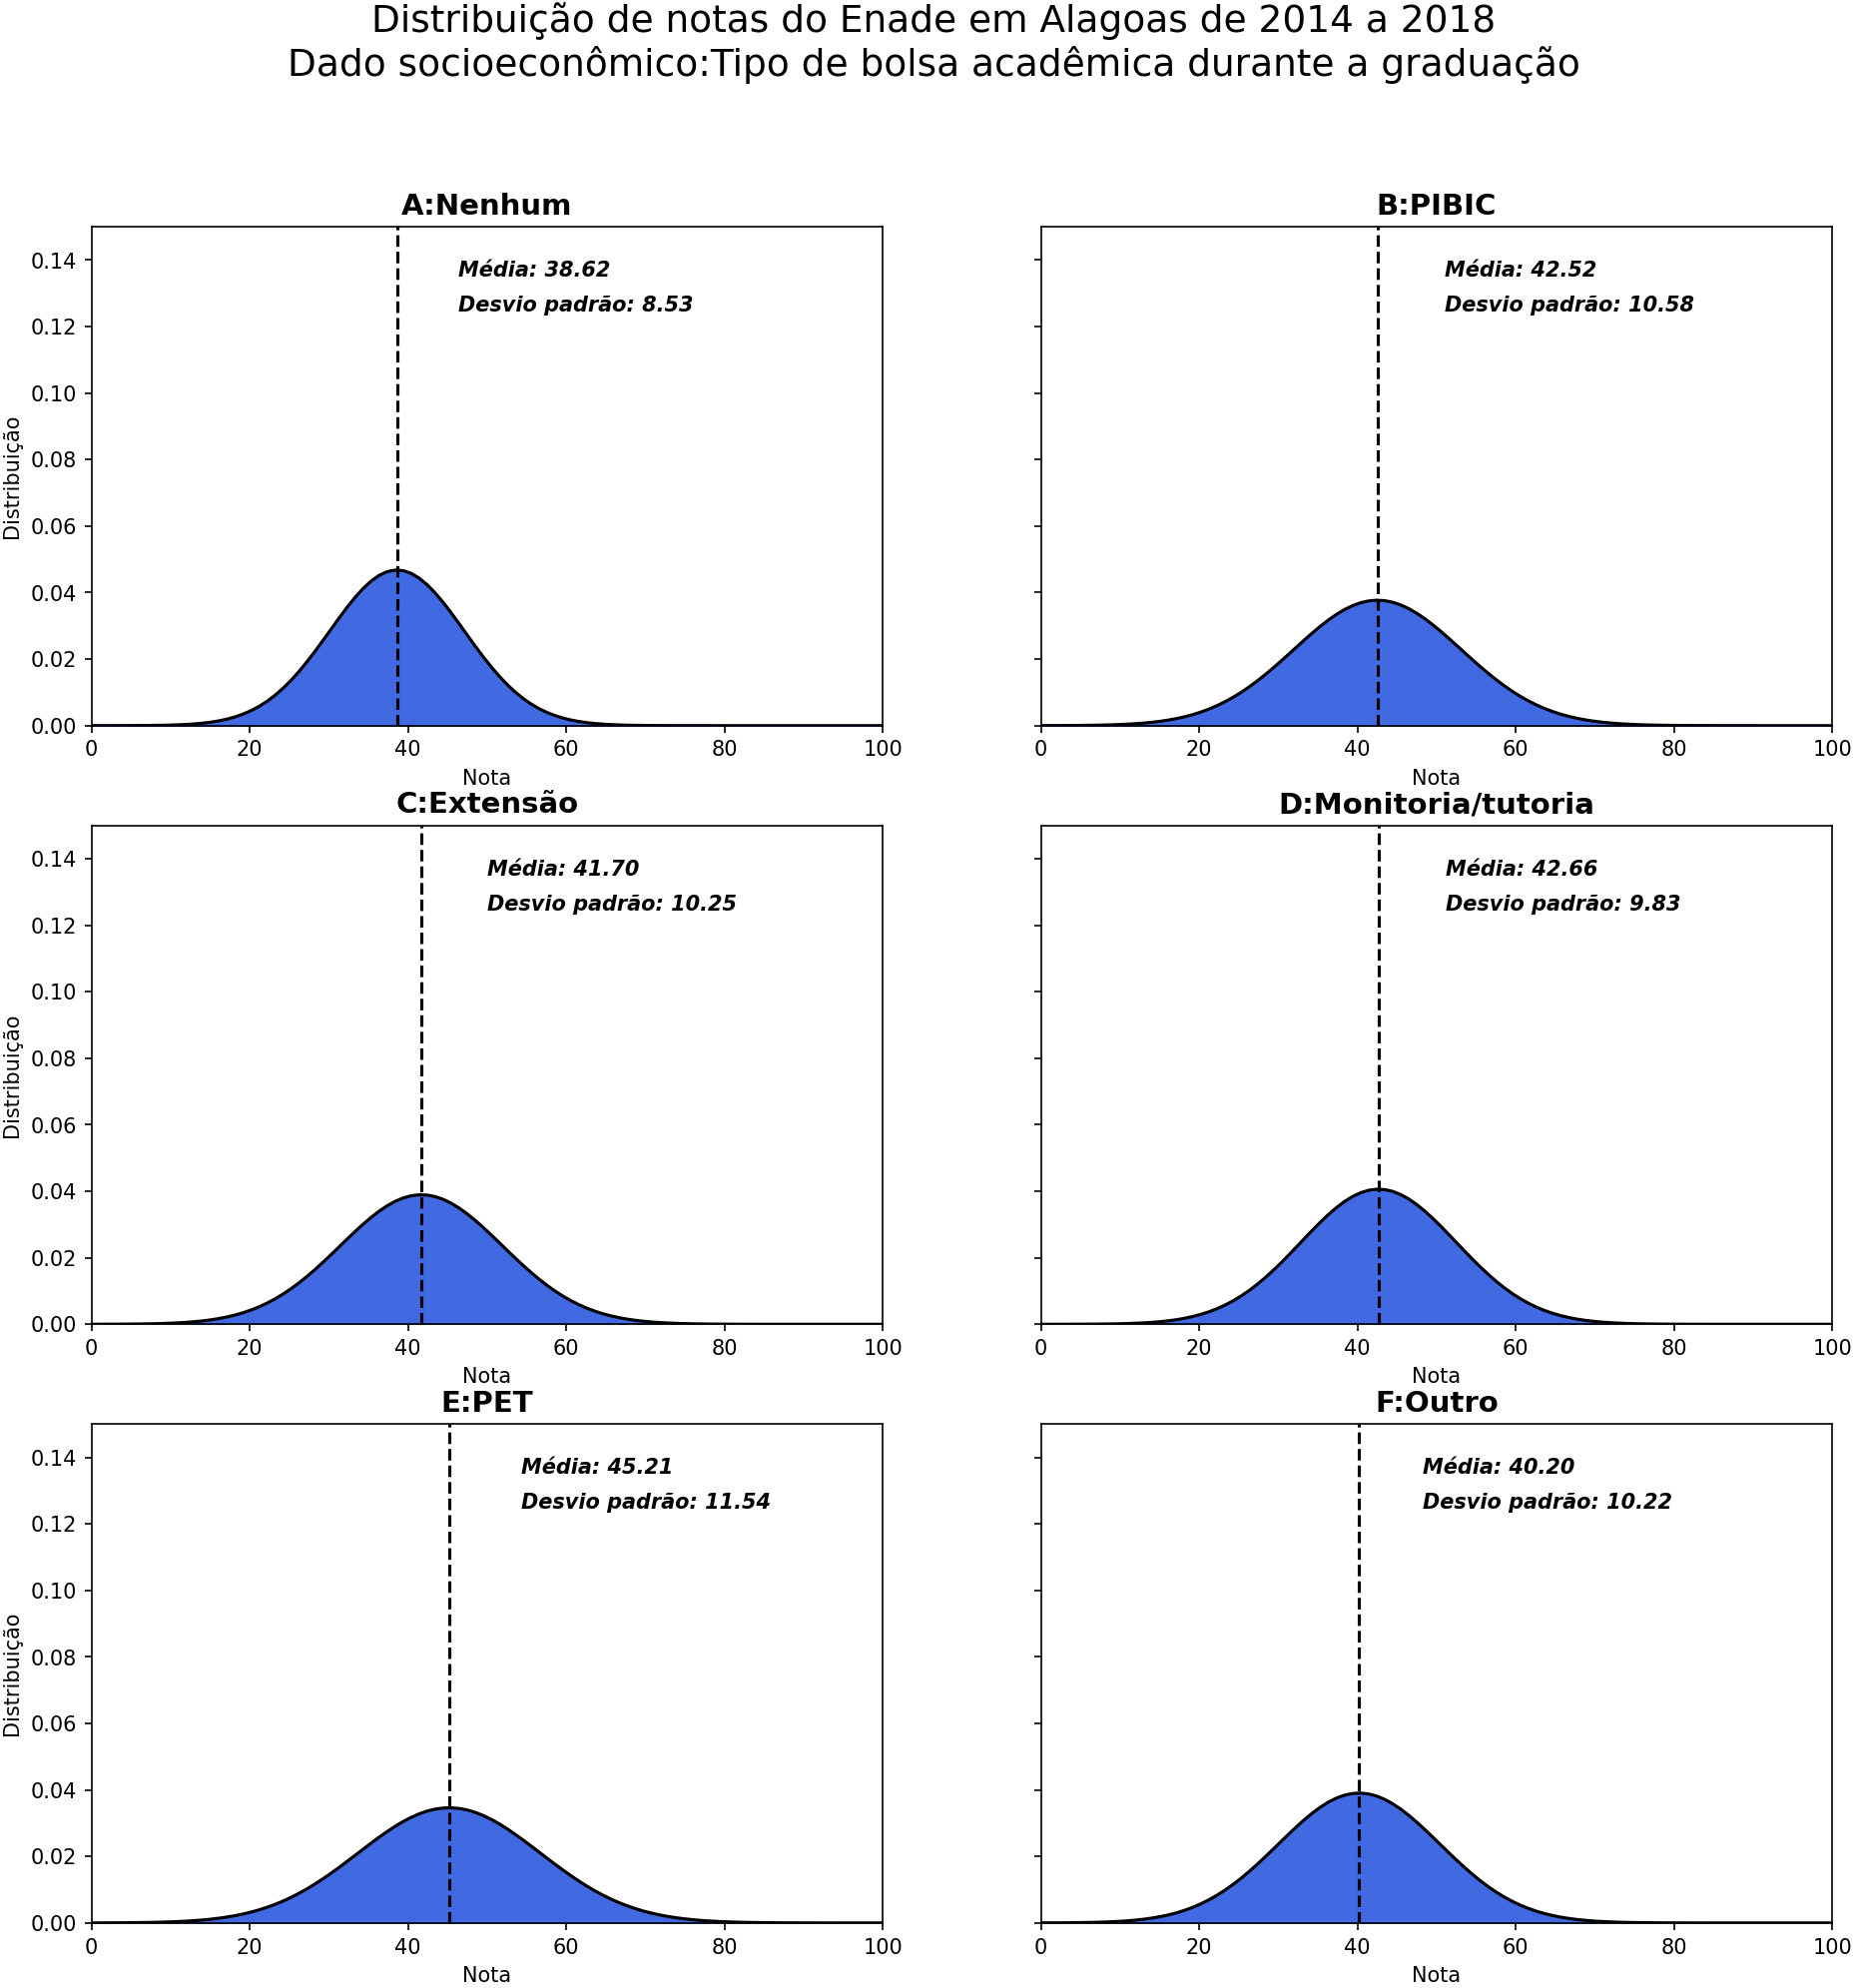 Distribuição de notas do Enade em Alagoas de 2014 a 2018
Dado socioeconômico:Tipo de bolsa acadêmica durante a graduação
A:Nenhum
Média: 38.62
Desvio padrão: 8.53
Distribuição
0.14
0.12
0.10
0.08
0.06
0.04
0.02
0.00
0 20 40 60 80 100
Nota
B:PIBIC
Média: 42.52
Desvio padrão: 10.58
0 20 40 60 80 100
Nota
C:Extensão
Média: 41.70
Desvio padrão: 10.25
Distribuição
0.14
0.12
0.10
0.08
0.06
0.04
0.02
0.00
0 20 40 60 80 100
Nota
D:Monitoria/tutoria
Média: 42.66
Desvio padrão: 9.83
0 20 40 60 80 100
Nota
E:PET
Média: 45.21
Desvio padrão: 11.54
Distribuição
0.14
0.12
0.10
0.08
0.06
0.04
0.02
0.00
0 20 40 60 80 100
Nota
F:Outro
Média: 40.20
Desvio padrão: 10.22
0 20 40 60 80 100
Nota